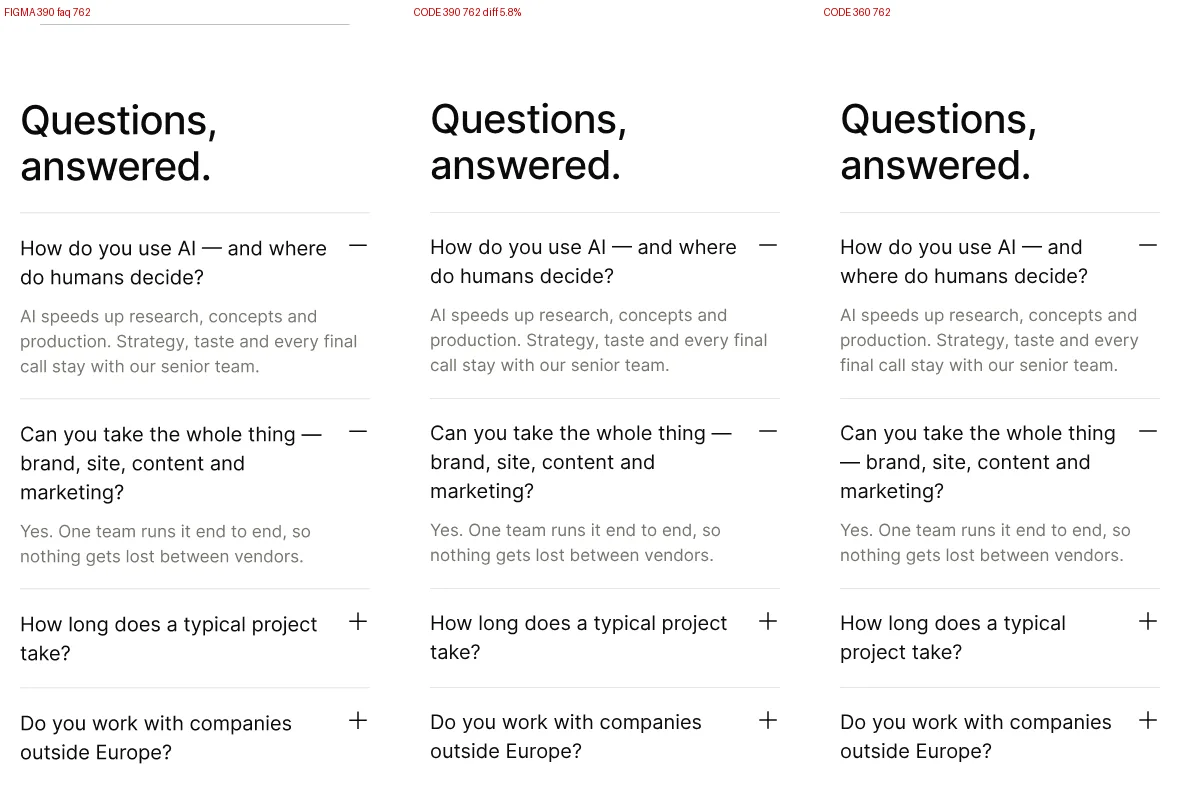 FIGMA 390 faq 762
Questions,
answered.
How do you use AI — and where
do humans decide?
AI speeds up research, concepts and
production. Strategy, taste and every final
call stay with our senior team.
Can you take the whole thing —
brand, site, content and
marketing?
Yes. One team runs it end to end, so
nothing gets lost between vendors.
How long does a typical project
take?
Do you work with companies
outside Europe?
CODE 390 762 diff 5.8%
Questions,
answered.
How do you use AI — and where
do humans decide?
AI speeds up research, concepts and
production. Strategy, taste and every final
call stay with our senior team.
Can you take the whole thing —
brand, site, content and
marketing?
Yes. One team runs it end to end, so
nothing gets lost between vendors.
How long does a typical project
take?
Do you work with companies
outside Europe?
CODE 360 762
Questions,
answered.
How do you use AI — and
where do humans decide?
AI speeds up research, concepts and
production. Strategy, taste and every
final call stay with our senior team.
Can you take the whole thing
— brand, site, content and
marketing?
Yes. One team runs it end to end, so
nothing gets lost between vendors.
How long does a typical
project take?
Do you work with companies
outside Europe?